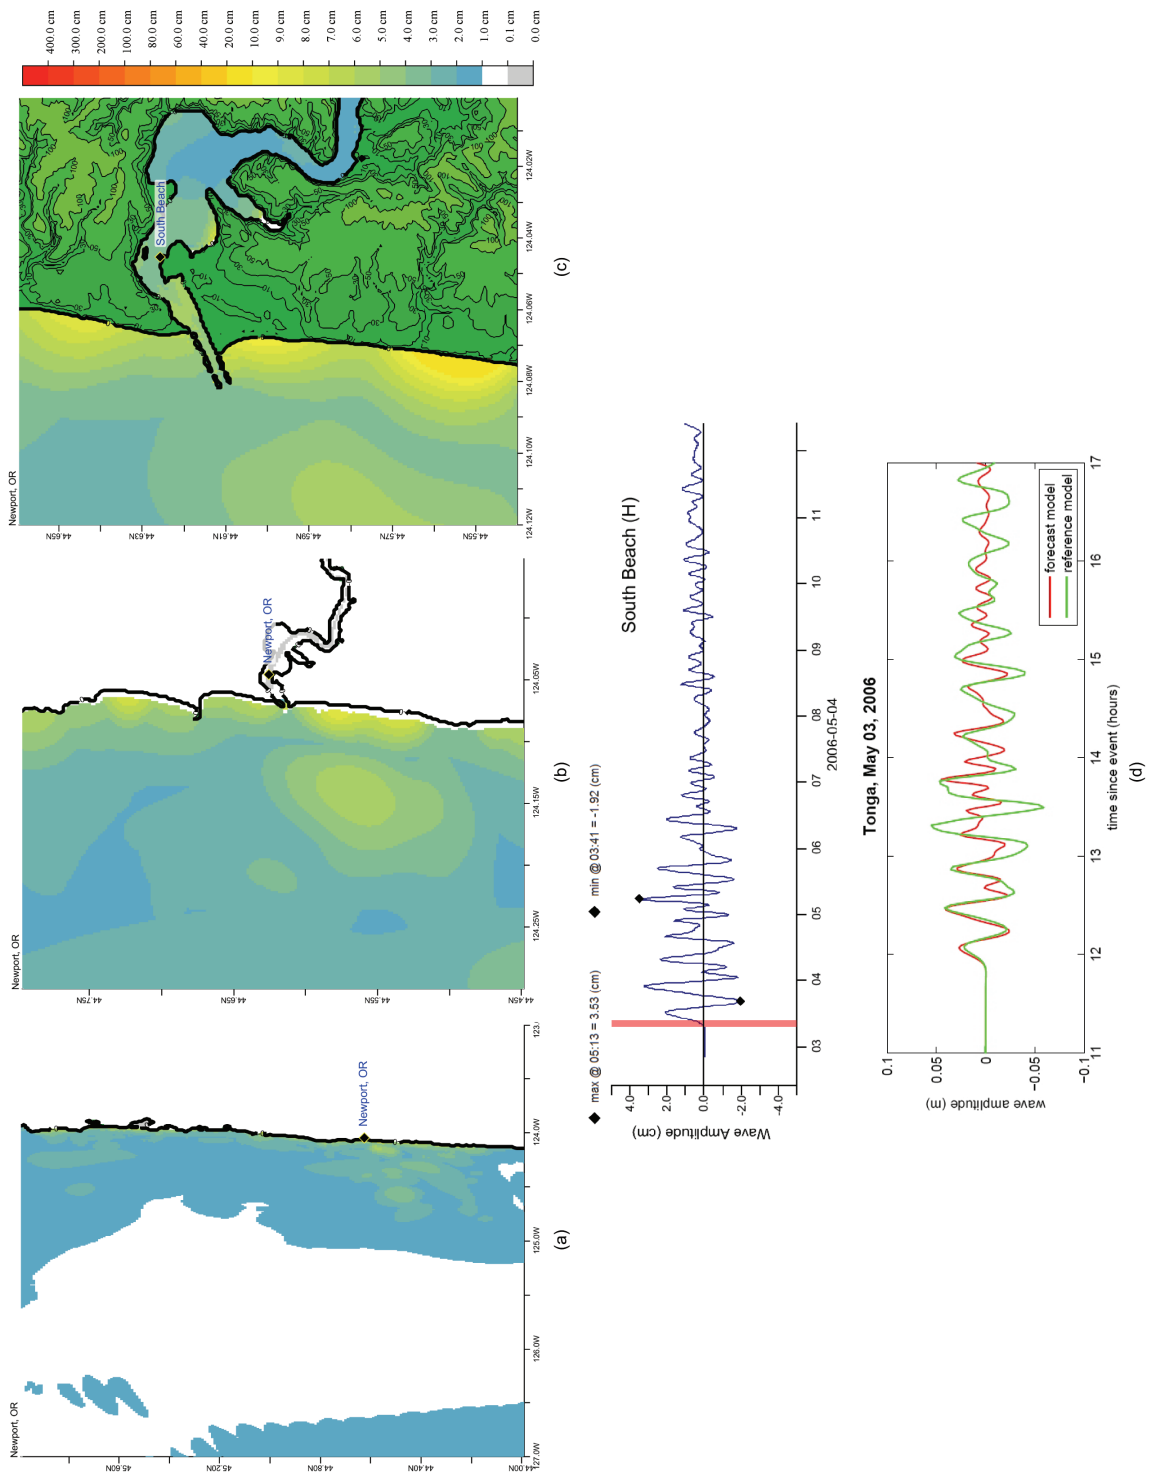 Newport, OR
45.60N
45.20N
44.80N
44.40N
44.00N
127.0W
126.0W
125.0W
124.0W
123.
Newport, OR
(a)
Newport, OR
44.75N
44.65N
44.55N
44.45N
124.25W
124.15W
124.05W
Newport, OR
(b)
Newport, OR
44.65N
44.63N
44.61N
44.59N
44.57N
44.55N
124.12W
124.10W
124.08W
124.06W
124.04W
124.02W
South Beach
(c)
400.0 cm
300.0 cm
200.0 cm
100.0 cm
80.0 cm
60.0 cm
40.0 cm
20.0 cm
10.0 cm
9.0 cm
8.0 cm
7.0 cm
6.0 cm
5.0 cm
4.0 cm
3.0 cm
2.0 cm
1.0 cm
0.1 cm
0.0 cm
◆ max @ 05:13 = 3.53 (cm) ◆ min @ 03:41 = -1.92 (cm)
South Beach (H)
Wave Amplitude (cm)
4.0
2.0
0.0
-2.0
-4.0
03 04 05 06 07 08 09 10 11
2006-05-04
Tonga, May 03, 2006
wave amplitude (m)
0.1
0.05
0
-0.05
-0.1
11 12 13 14 15 16 17
time since event (hours)
forecast model
reference model
(d)